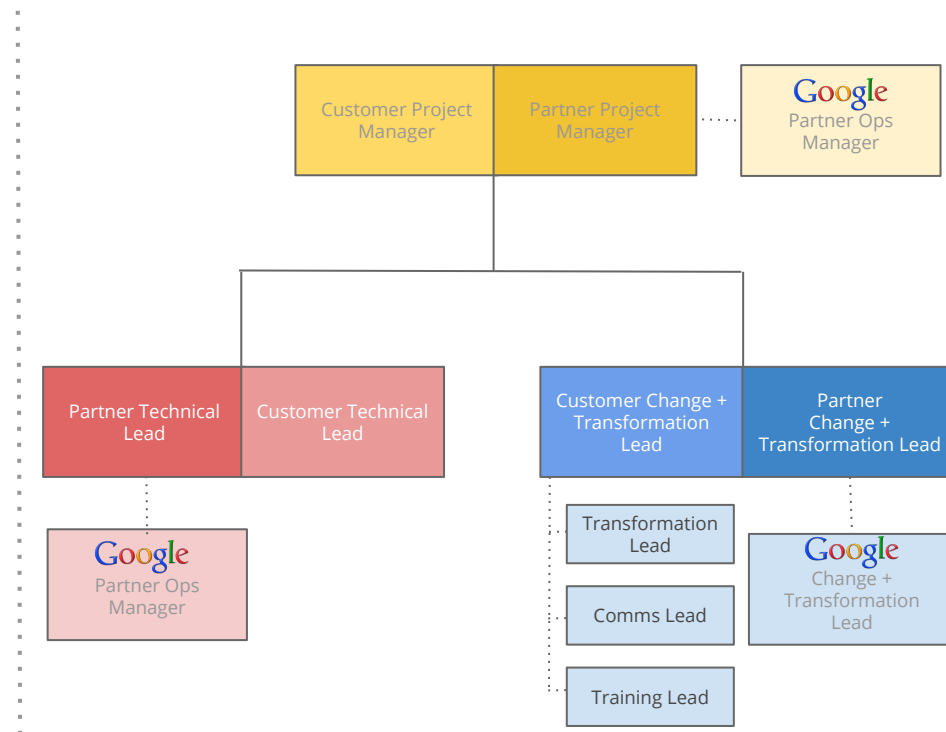 Customer Project
Manager
Partner Project
Manager
Google
Partner Ops
Manager
Partner Technical
Lead
Customer Technical
Lead
Customer Change +
Transformation
Lead
Partner
Change +
Transformation Lead
Google
Partner Ops
Manager
Transformation
Lead
Comms Lead
Training Lead
Google
Change +
Transformation
Lead